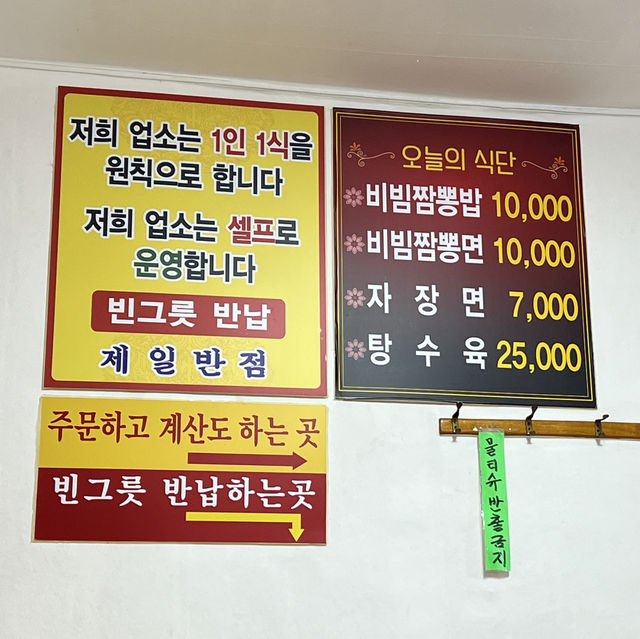 저희 업소는 1인 1식을
원칙으로 합니다
저희 업소는 셀프로
운영합니다
빈그릇 반납
제일반점
오늘의 식단
비빔짬뽕밥 10,000
비빔짬뽕면 10,000
자장면 7,000
탕수육 25,000
주문하고 계산도 하는 곳
빈그릇 반납하는곳
물티슈반출금지